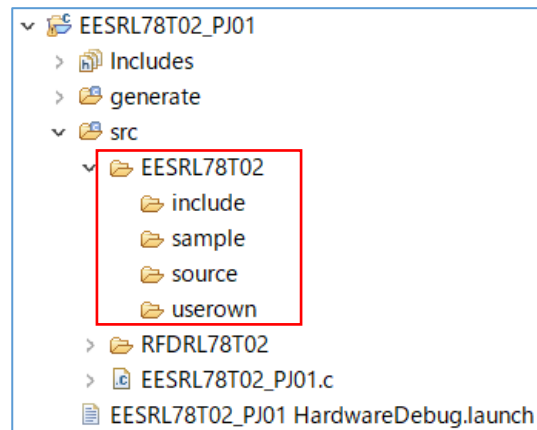 EESRL78T02_PJ01
Includes
generate
src
EESRL78T02
include
sample
source
userown
RFDRL78T02
EESRL78T02_PJ01.c
EESRL78T02_PJ01 HardwareDebug.launch